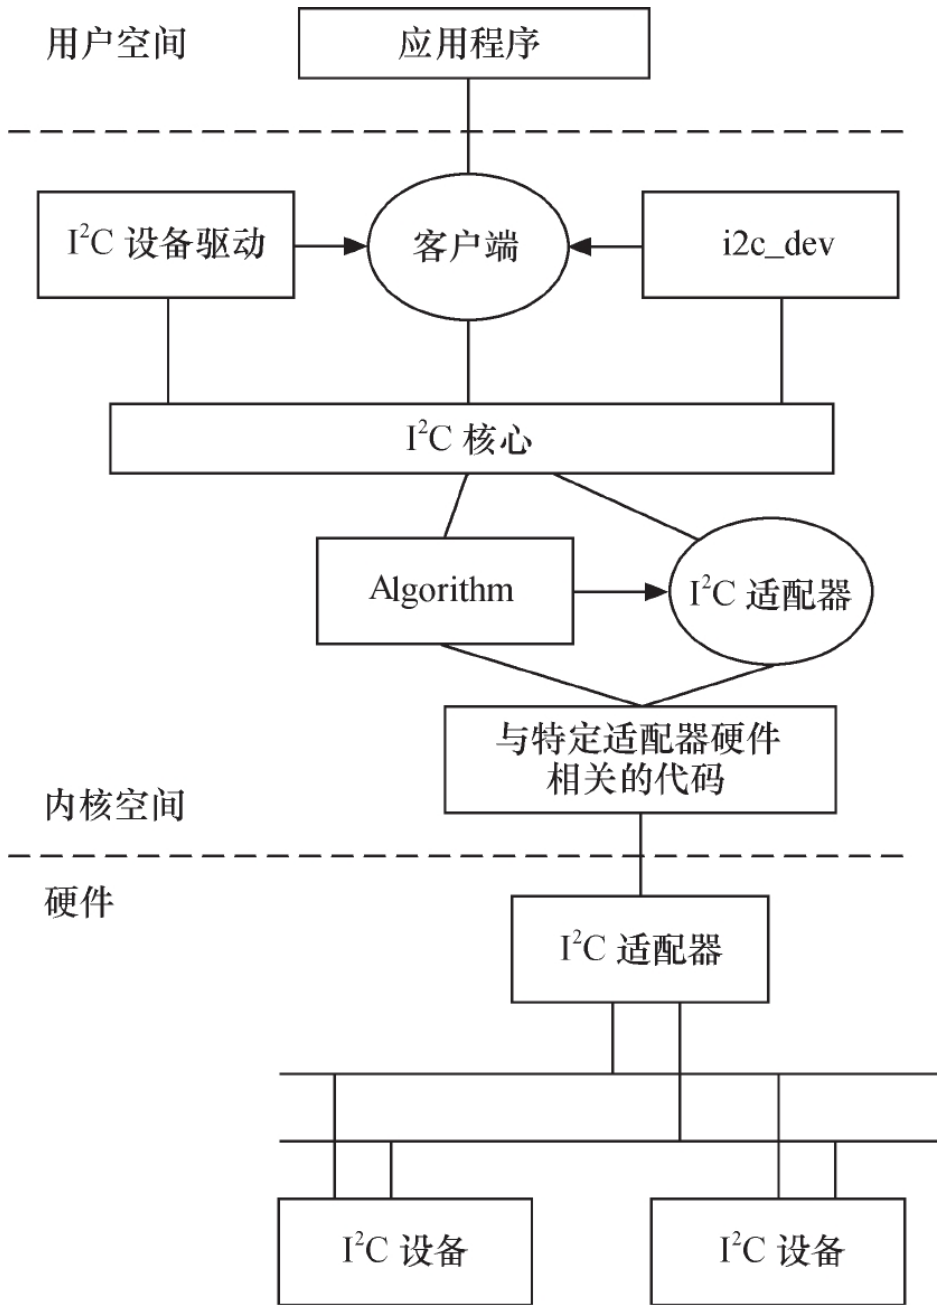 用户空间
应用程序
I²C 设备驱动
客户端
i2c_dev
I²C 核心
Algorithm
I²C 适配器
与特定适配器硬件
相关的代码
内核空间
硬件
I²C 适配器
I²C 设备
I²C 设备